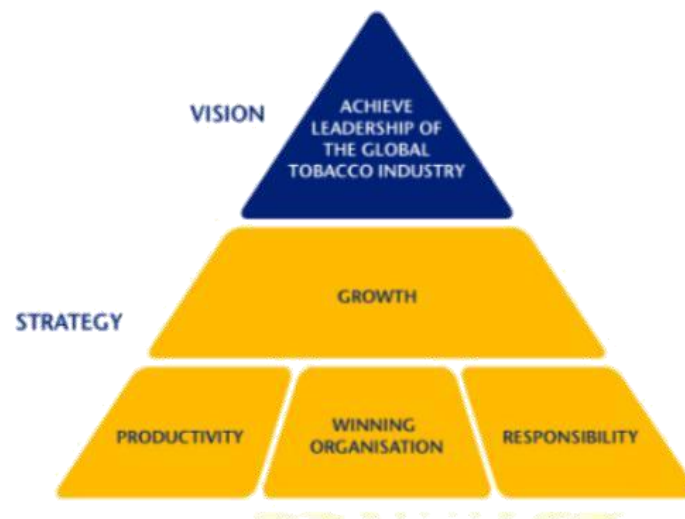 VISION
ACHIEVE
LEADERSHIP OF
THE GLOBAL
TOBACCO INDUSTRY
STRATEGY
GROWTH
PRODUCTIVITY
WINNING
ORGANISATION
RESPONSIBILITY